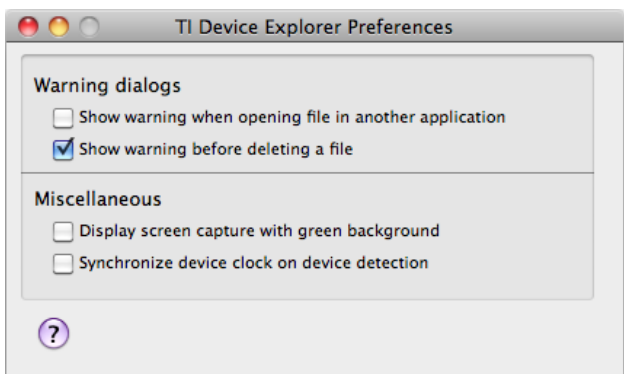 TI Device Explorer Preferences
Warning dialogs
Show warning when opening file in another application
Show warning before deleting a file
Miscellaneous
Display screen capture with green background
Synchronize device clock on device detection
?